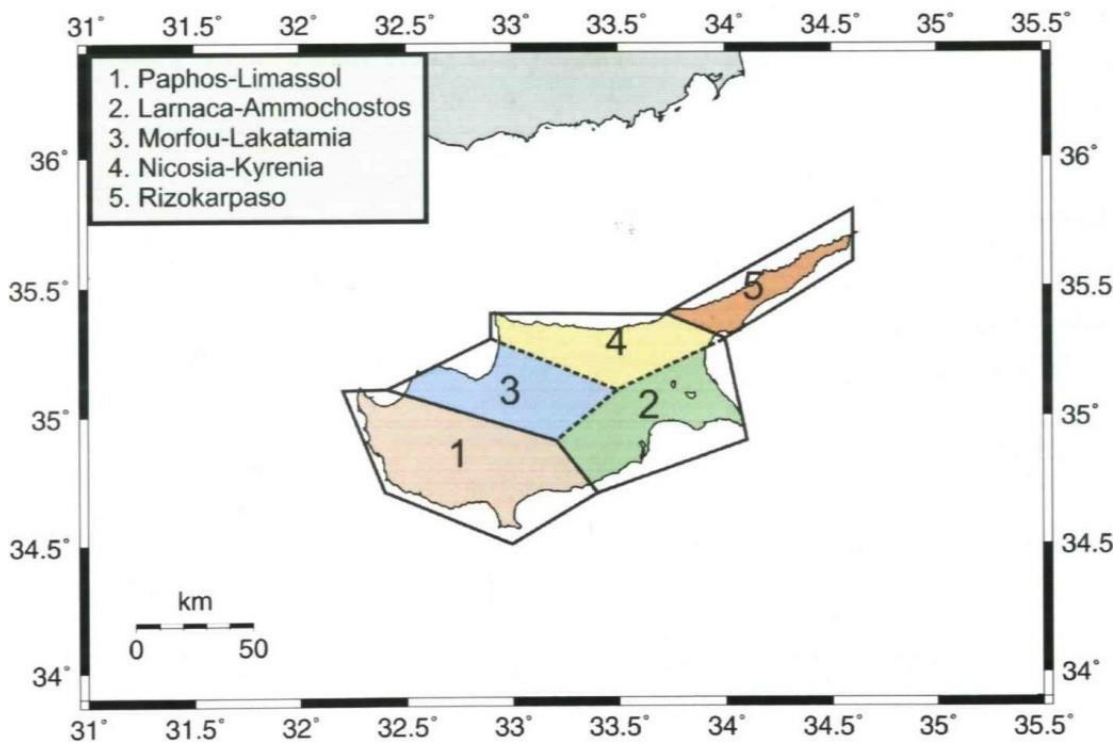 31° 31.5° 32° 32.5° 33° 33.5° 34° 34.5° 35° 35.5°
1. Paphos-Limassol
2. Larnaca-Ammochostos
3. Morfou-Lakatamia
4. Nicosia-Kyrenia
5. Rizokarpaso
36° 36°
35.5° 5 35.5°
4
3 2
35° 35°
1
34.5° 34.5°
km
0 50
34° 34°
31° 31.5° 32° 32.5° 33° 33.5° 34° 34.5° 35° 35.5°